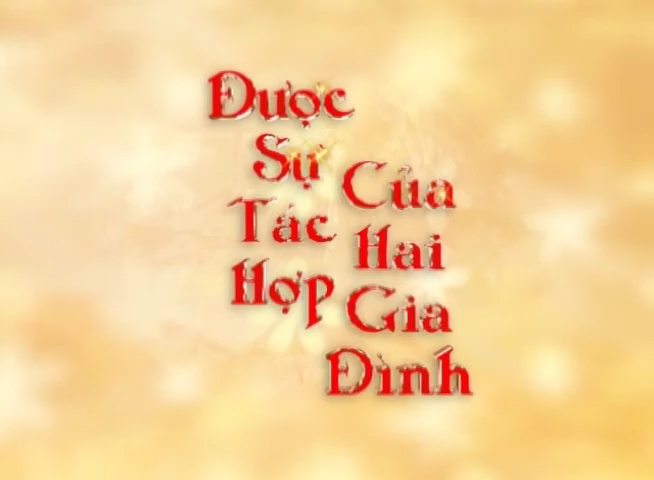 Được
Sự
Tác
Hợp
Của
Hai
Gia
Đình